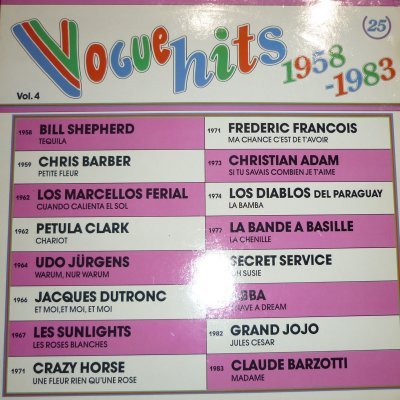 Vogue hits 1958
-1983
25
Vol. 4
1958 BILL SHEPHERD
TEQUILA
1959 CHRIS BARBER
PETITE FLEUR
1962 LOS MARCELLOS FERIAL
CUANDO CALIENTA EL SOL
1962 PETULA CLARK
CHARIOT
1964 UDO JÜRGENS
WARUM, NUR WARUM
1966 JACQUES DUTRONC
ET MOI, ET MOI, ET MOI
1967 LES SUNLIGHTS
LES ROSES BLANCHES
1971 CRAZY HORSE
UNE FLEUR RIEN QU'UNE ROSE
1971 FREDERIC FRANCOIS
MA CHANCE C'EST DE T'AVOIR
1973 CHRISTIAN ADAM
SI TU SAVAIS COMBIEN JE T'AIME
1974 LOS DIABLOS DEL PARAGUAY
LA BAMBA
1977 LA BANDE A BASILLE
LA CHENILLE
SECRET SERVICE
OH SUSIE
ABBA
HAVE A DREAM
1982 GRAND JOJO
JULES CESAR
1983 CLAUDE BARZOTTI
MADAME